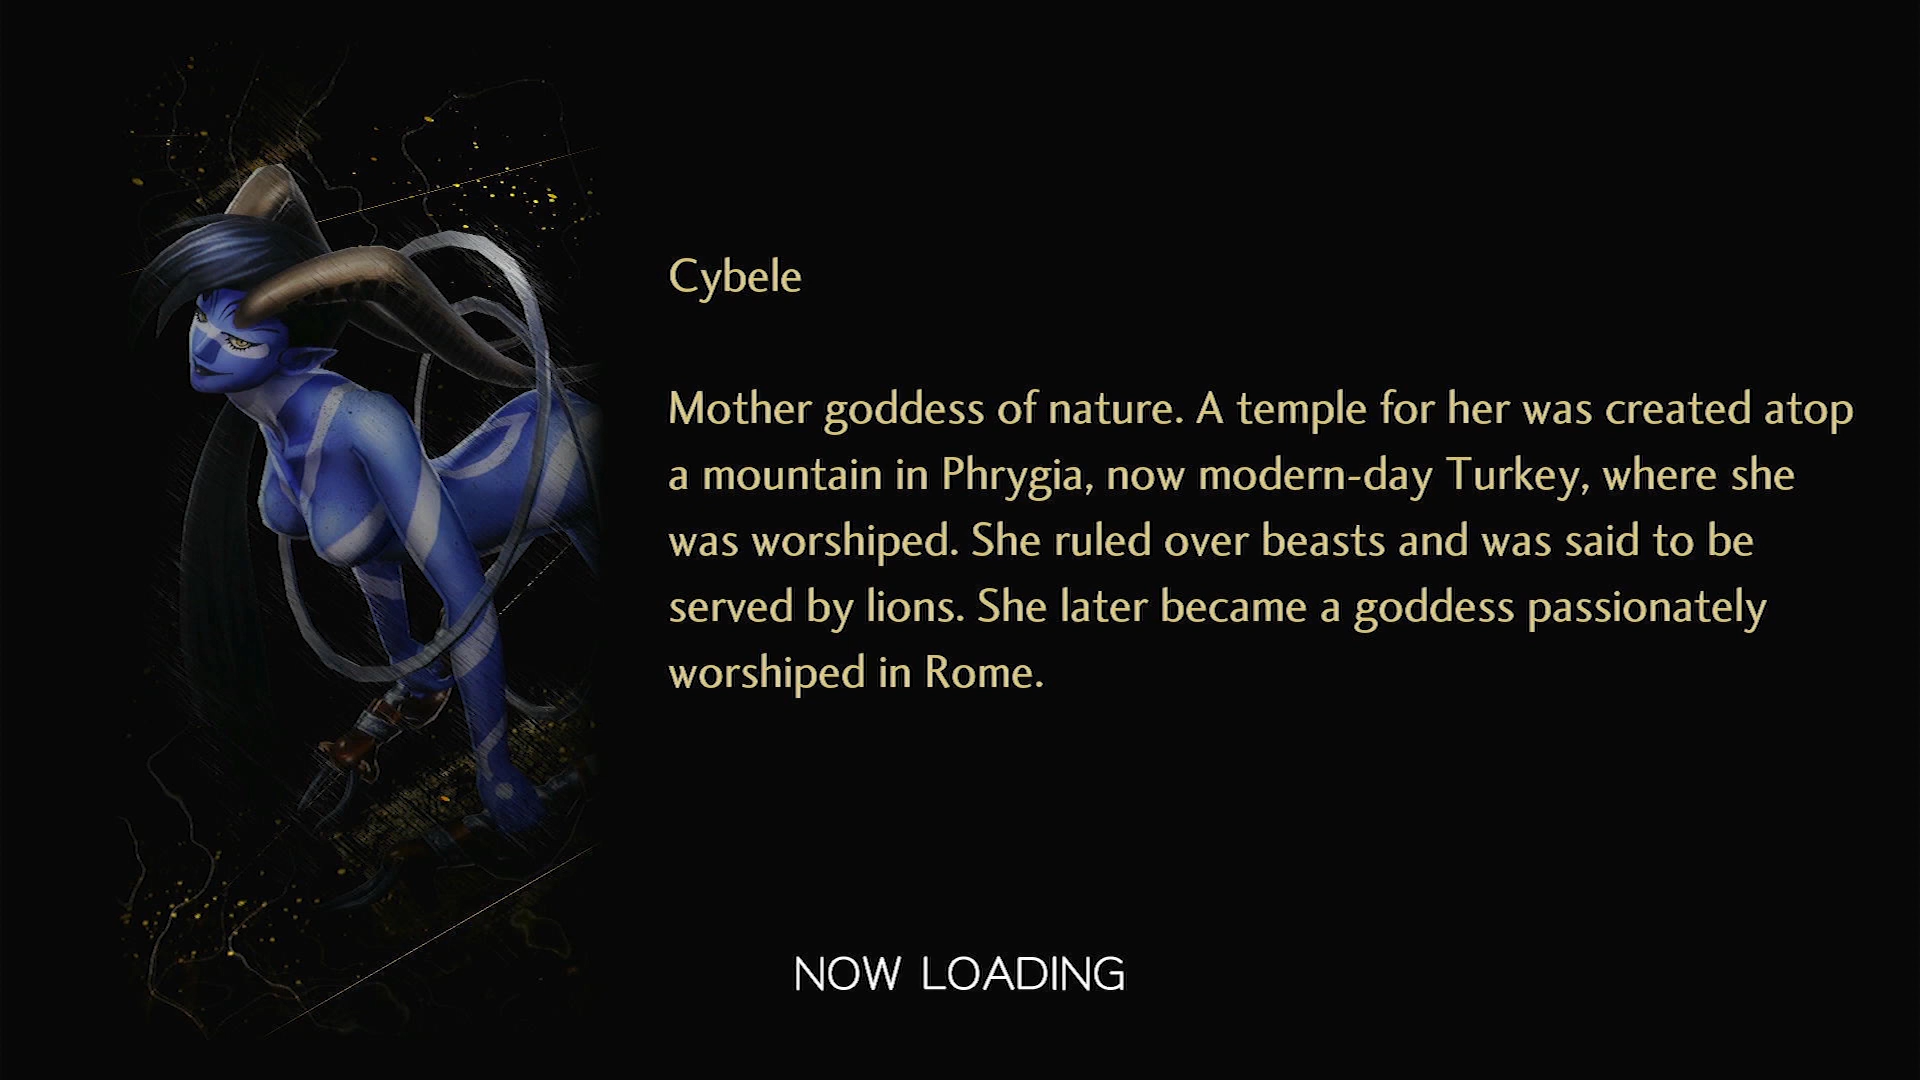 Cybele
Mother goddess of nature. A temple for her was created atop
a mountain in Phrygia, now modern-day Turkey, where she
was worshiped. She ruled over beasts and was said to be
served by lions. She later became a goddess passionately
worshiped in Rome.
NOW LOADING